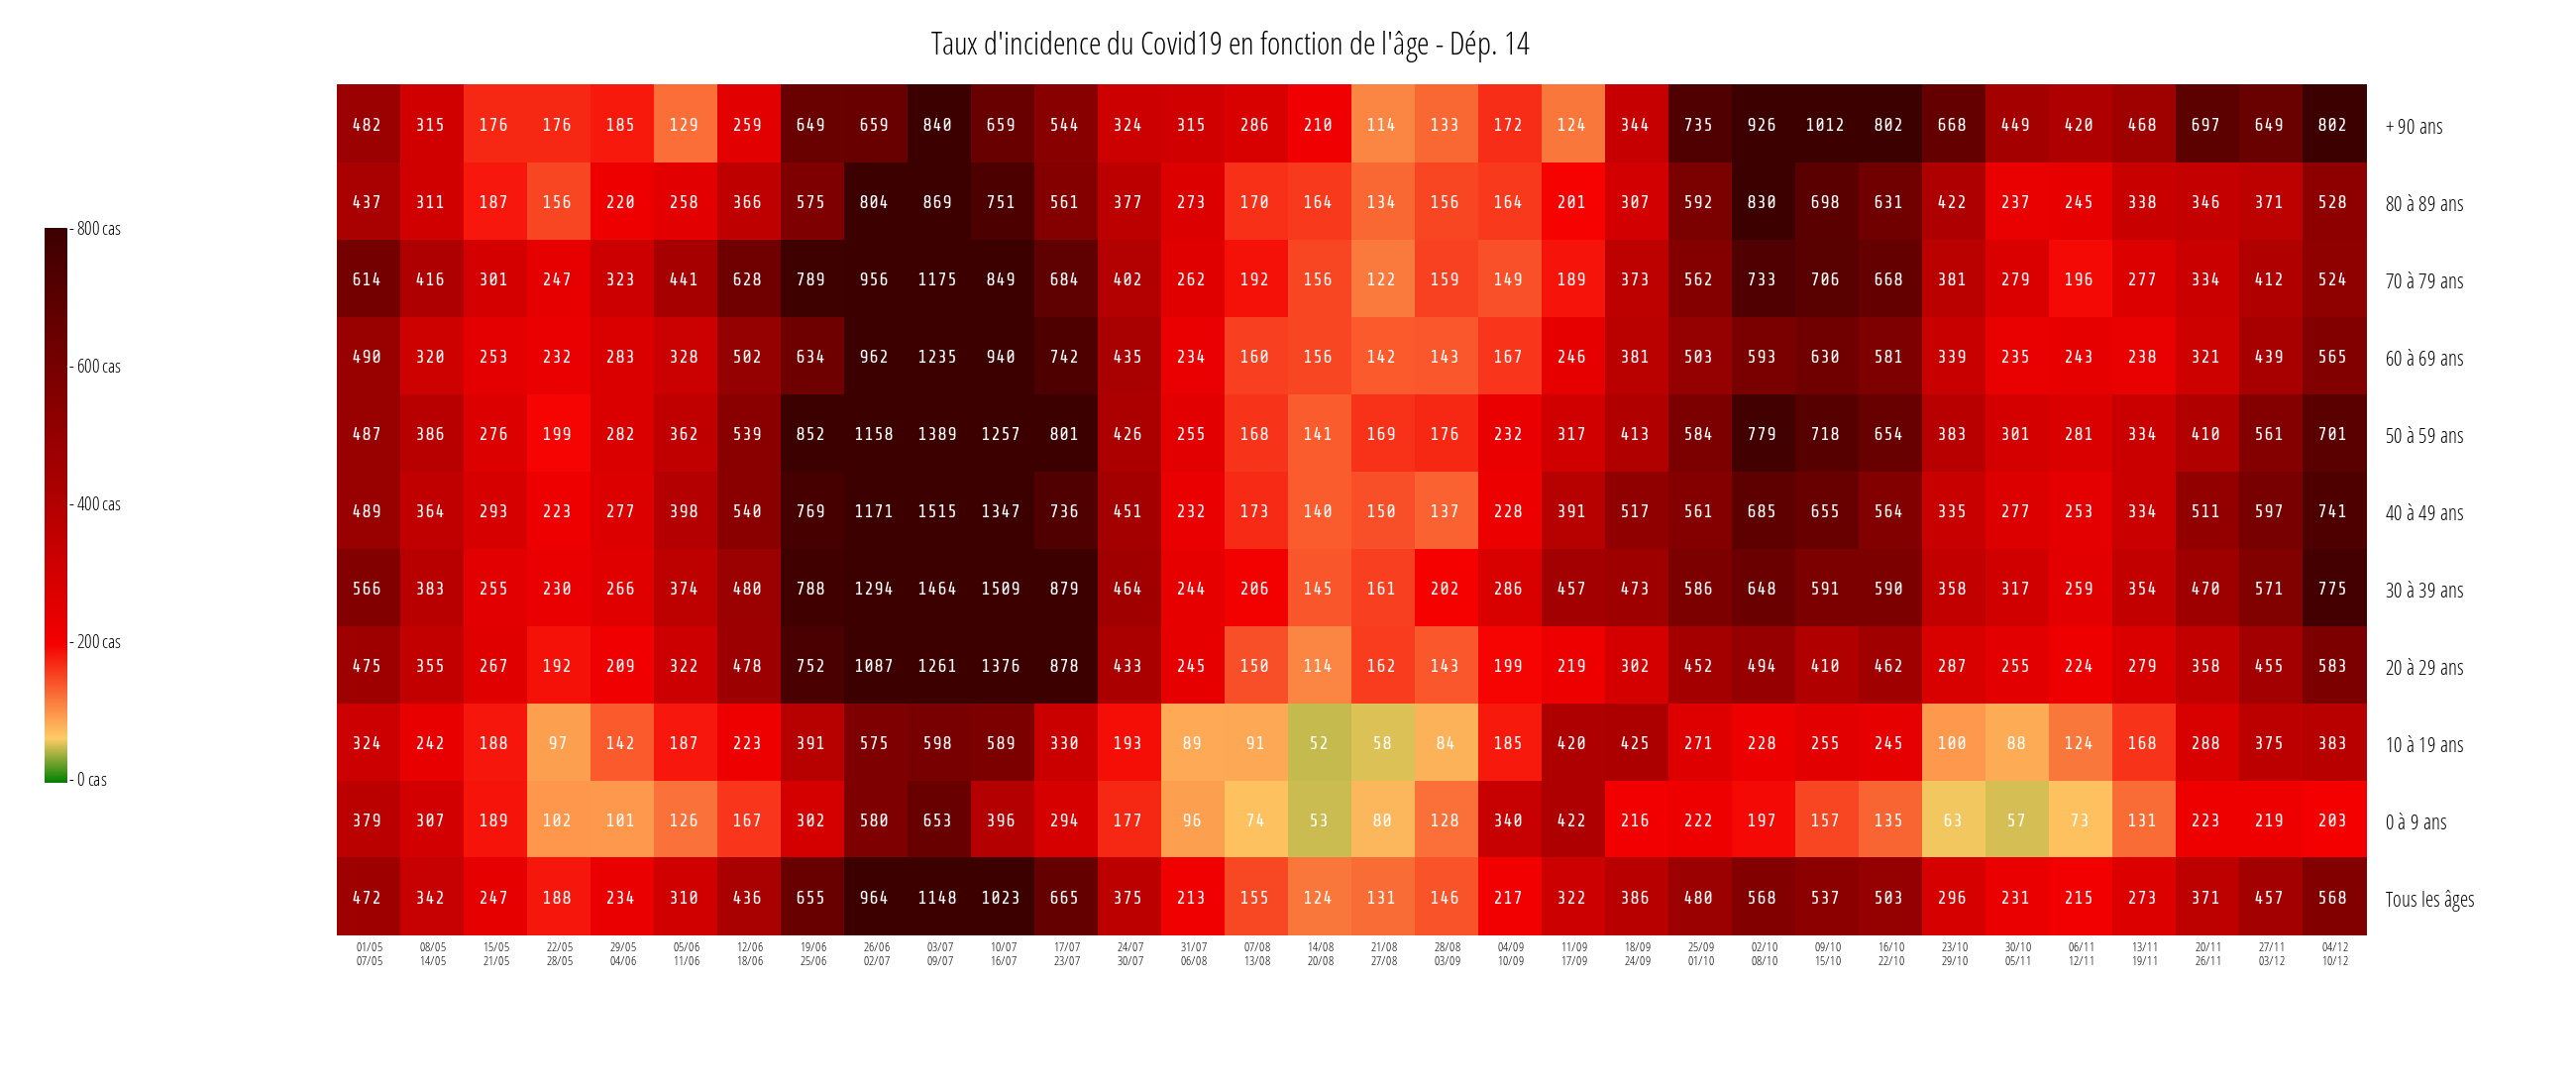 Taux d'incidence du Covid19 en fonction de l'âge - Dép. 14
482 315 176 176 185 129 259 649 659 840 659 544 324 315 286 210 114 133 172 124 344 735 926 1012 802 668 449 420 468 697 649 802 + 90 ans
437 311 187 156 220 258 366 575 804 869 751 561 377 273 170 164 134 156 164 201 307 592 830 698 631 422 237 245 338 346 371 528 80 à 89 ans
- 800 cas
614 416 301 247 323 441 628 789 956 1175 849 684 402 262 192 156 122 159 149 189 373 562 733 706 668 381 279 196 277 334 412 524 70 à 79 ans
490 320 253 232 283 328 502 634 962 1235 940 742 435 234 160 156 142 143 167 246 381 503 593 630 581 339 235 243 238 321 439 565 60 à 69 ans
- 600 cas
487 386 276 199 282 362 539 852 1158 1389 1257 801 426 255 168 141 169 176 232 317 413 584 779 718 654 383 301 281 334 410 561 701 50 à 59 ans
- 400 cas
489 364 293 223 277 398 540 769 1171 1515 1347 736 451 232 173 140 150 137 228 391 517 561 685 655 564 335 277 253 334 511 597 741 40 à 49 ans
566 383 255 230 266 374 480 788 1294 1464 1509 879 464 244 206 145 161 202 286 457 473 586 648 591 590 358 317 259 354 470 571 775 30 à 39 ans
- 200 cas
475 355 267 192 209 322 478 752 1087 1261 1376 878 433 245 150 114 162 143 199 219 302 452 494 410 462 287 255 224 279 358 455 583 20 à 29 ans
324 242 188 97 142 187 223 391 575 598 589 330 193 89 91 52 58 84 185 420 425 271 228 255 245 100 88 124 168 288 375 383 10 à 19 ans
- 0 cas
379 307 189 102 101 126 167 302 580 653 396 294 177 96 74 53 80 128 340 422 216 222 197 157 135 63 57 73 131 223 219 203 0 à 9 ans
472 342 247 188 234 310 436 655 964 1148 1023 665 375 213 155 124 131 146 217 322 386 480 568 537 503 296 231 215 273 371 457 568 Tous les âges
01/05 08/05 15/05 22/05 29/05 05/06 12/06 19/06 26/06 03/07 10/07 17/07 24/07 31/07 07/08 14/08 21/08 28/08 04/09 11/09 18/09 25/09 02/10 09/10 16/10 23/10 30/10 06/11 13/11 20/11 27/11 04/12
07/05 14/05 21/05 28/05 04/06 11/06 18/06 25/06 02/07 09/07 16/07 23/07 30/07 06/08 13/08 20/08 27/08 03/09 10/09 17/09 24/09 01/10 08/10 15/10 22/10 29/10 05/11 12/11 19/11 26/11 03/12 10/12